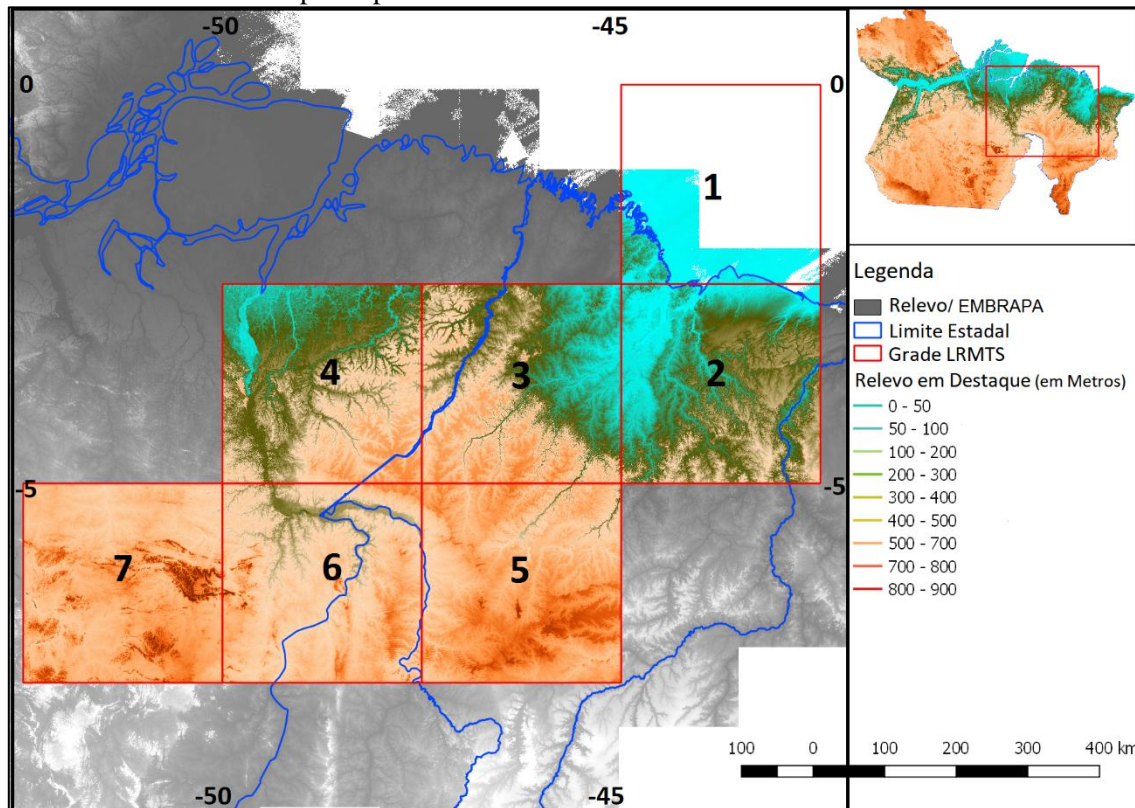 -50
-45
0
0
1
4
3
2
-5
-5
7
6
5
-50
-45
Legenda
Relevo/ EMBRAPA
Limite Estadal
Grade LRMTS
Relevo em Destaque (em Metros)
0 - 50
50 - 100
100 - 200
200 - 300
300 - 400
400 - 500
500 - 700
700 - 800
800 - 900
100 0 100 200 300 400 km